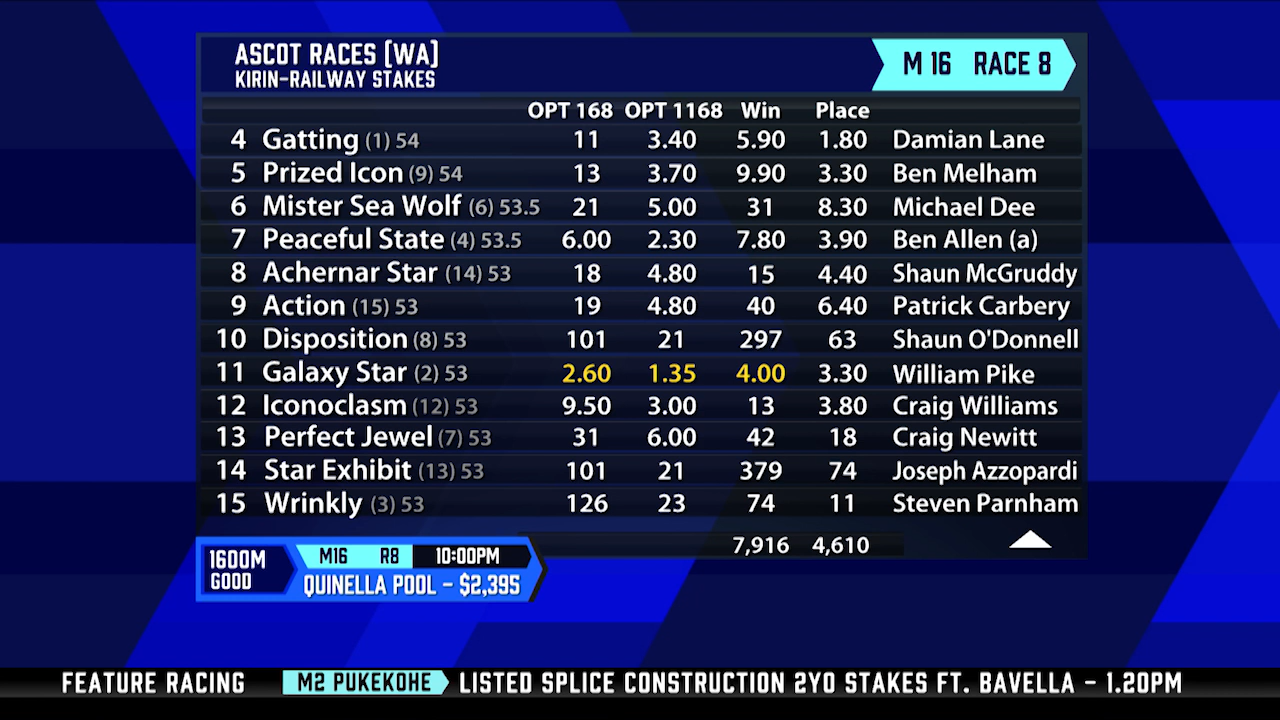 ASCOT RACES [WA]
KIRIN-RAILWAY STAKES
M 16 RACE 8
OPT 168 OPT 1168 Win Place
4 Gatting (1) 54 11 3.40 5.90 1.80 Damian Lane
5 Prized Icon (9) 54 13 3.70 9.90 3.30 Ben Melham
6 Mister Sea Wolf (6) 53.5 21 5.00 31 8.30 Michael Dee
7 Peaceful State (4) 53.5 6.00 2.30 7.80 3.90 Ben Allen (a)
8 Achernar Star (14) 53 18 4.80 15 4.40 Shaun McGruddy
9 Action (15) 53 19 4.80 40 6.40 Patrick Carbery
10 Disposition (8) 53 101 21 297 63 Shaun O'Donnell
11 Galaxy Star (2) 53 2.60 1.35 4.00 3.30 William Pike
12 Iconoclasm (12) 53 9.50 3.00 13 3.80 Craig Williams
13 Perfect Jewel (7) 53 31 6.00 42 18 Craig Newitt
14 Star Exhibit (13) 53 101 21 379 74 Joseph Azzopardi
15 Wrinkly (3) 53 126 23 74 11 Steven Parnham
7,916 4,610
1600M
GOOD
M16 R8 10:00PM
QUINELLA POOL - $2,395
FEATURE RACING M2 PUKEKOHE LISTED SPLICE CONSTRUCTION 2YO STAKES FT. BAVELLA - 1.20PM